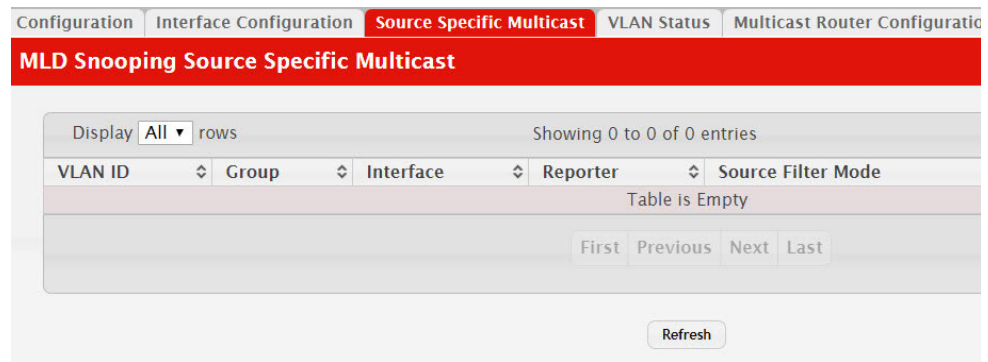 Configuration Interface Configuration Source Specific Multicast VLAN Status Multicast Router Configuratio
MLD Snooping Source Specific Multicast
Display All rows Showing 0 to 0 of 0 entries
VLAN ID Group Interface Reporter Source Filter Mode
Table is Empty
First Previous Next Last
Refresh